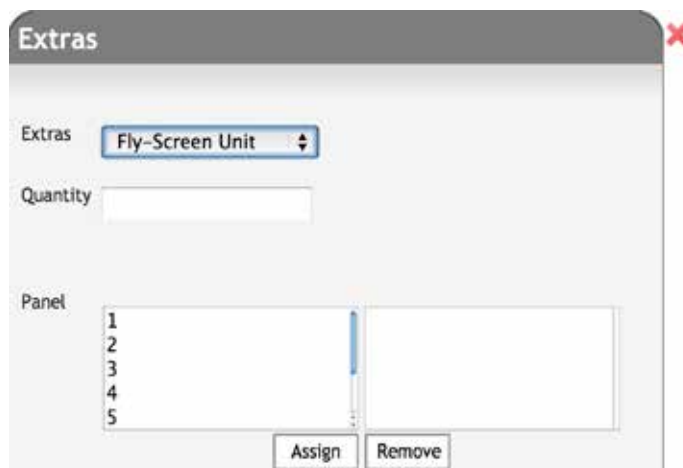 Extras
Extras
Fly-Screen Unit
Quantity
Panel
1
2
3
4
5
Assign
Remove